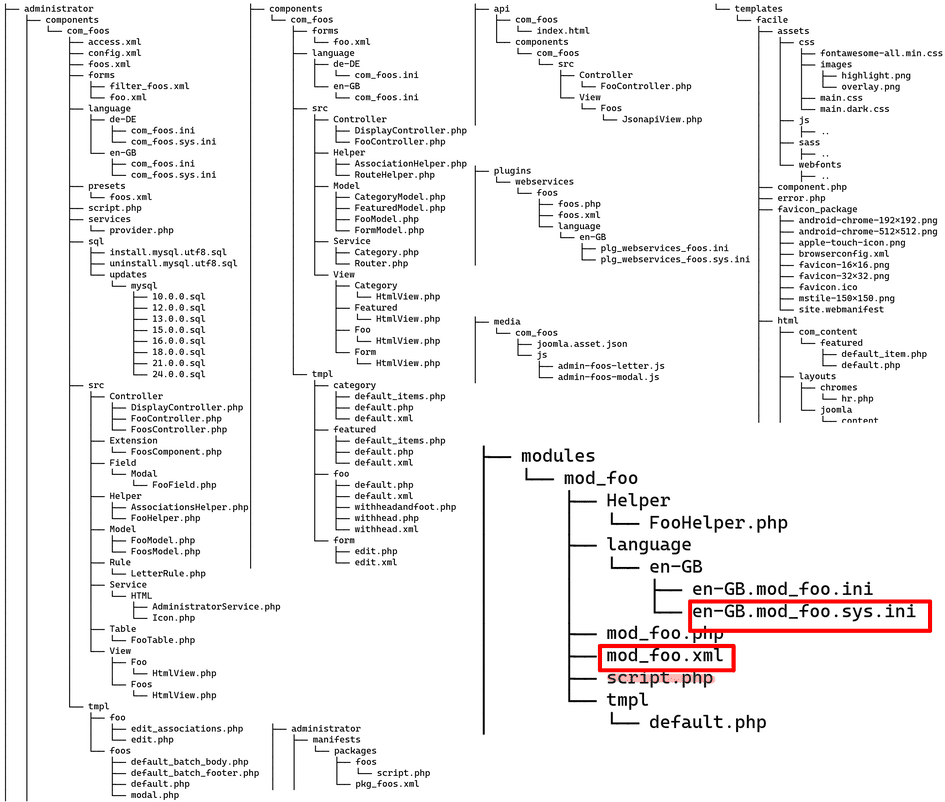 administrator
components
com_foos
access.xml
config.xml
foos.xml
forms
filter_foos.xml
foo.xml
language
de-DE
com_foos.ini
com_foos.sys.ini
en-GB
com_foos.ini
com_foos.sys.ini
presets
foos.xml
script.php
services
provider.php
sql
install.mysql.utf8.sql
uninstall.mysql.utf8.sql
updates
mysql
10.0.0.sql
12.0.0.sql
13.0.0.sql
15.0.0.sql
16.0.0.sql
18.0.0.sql
21.0.0.sql
24.0.0.sql
src
Controller
DisplayController.php
FooController.php
FoosController.php
Extension
FoosComponent.php
Field
Modal
FooField.php
Helper
AssociationsHelper.php
FooHelper.php
Model
FooModel.php
FoosModel.php
Rule
LetterRule.php
Service
HTML
AdministratorService.php
Icon.php
Table
FooTable.php
View
Foo
HtmlView.php
Foos
HtmlView.php
tmpl
foo
edit_associations.php
edit.php
foos
default_batch_body.php
default_batch_footer.php
default.php
modal.php
components
com_foos
forms
foo.xml
language
de-DE
com_foos.ini
en-GB
com_foos.ini
src
Controller
DisplayController.php
FooController.php
Helper
AssociationHelper.php
RouteHelper.php
Model
CategoryModel.php
FeaturedModel.php
FooModel.php
FormModel.php
Service
Category.php
Router.php
View
Category
HtmlView.php
Featured
HtmlView.php
Foo
HtmlView.php
Form
HtmlView.php
tmpl
category
default_items.php
default.php
default.xml
featured
default_items.php
default.php
default.xml
foo
default.php
default.xml
withheadandfoot.php
withhead.php
withhead.xml
form
edit.php
edit.xml
administrator
manifests
packages
foos
script.php
pkg_foos.xml
api
com_foos
index.html
components
com_foos
src
Controller
FooController.php
View
Foos
JsonapiView.php
plugins
webservices
foos
foos.php
foos.xml
language
en-GB
plg_webservices_foos.ini
plg_webservices_foos.sys.ini
media
com_foos
joomla.asset.json
js
admin-foos-letter.js
admin-foos-modal.js
templates
facile
assets
css
fontawesome-all.min.css
images
highlight.png
overlay.png
main.css
main.dark.css
js
..
sass
..
webfonts
..
component.php
error.php
favicon_package
android-chrome-192×192.png
android-chrome-512×512.png
apple-touch-icon.png
browserconfig.xml
favicon-16×16.png
favicon-32×32.png
favicon.ico
mstile-150×150.png
site.webmanifest
html
com_content
featured
default_item.php
default.php
layouts
chromes
hr.php
joomla
content
modules
mod_foo
Helper
FooHelper.php
language
en-GB
en-GB.mod_foo.ini
en-GB.mod_foo.sys.ini
mod_foo.php
mod_foo.xml
script.php
tmpl
default.php